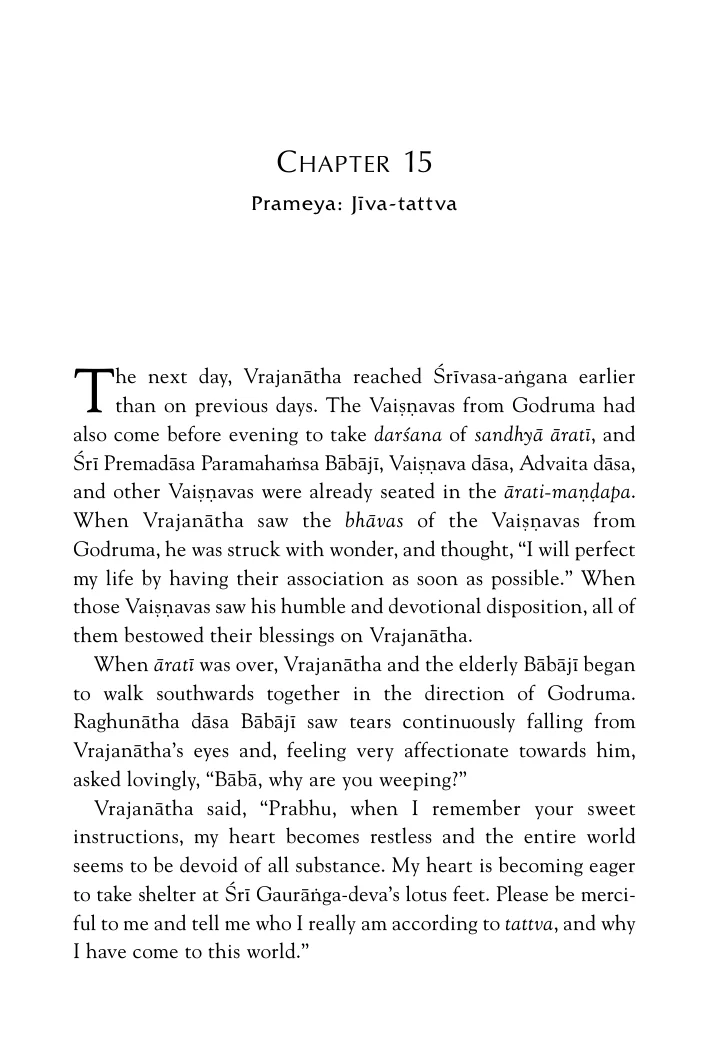 CHAPTER 15
Prameya: Jīva-tattva
The next day, Vrajanātha reached Śrīvasa-aṅgana earlier
than on previous days. The Vaiṣṇavas from Godruma had
also come before evening to take darśana of sandhyā āratī, and
Śrī Premadāsa Paramahaṁsa Bābājī, Vaiṣṇava dāsa, Advaita dāsa,
and other Vaiṣṇavas were already seated in the ārati-maṇḍapa.
When Vrajanātha saw the bhāvas of the Vaiṣṇavas from
Godruma, he was struck with wonder, and thought, “I will perfect
my life by having their association as soon as possible.” When
those Vaiṣṇavas saw his humble and devotional disposition, all of
them bestowed their blessings on Vrajanātha.
When āratī was over, Vrajanātha and the elderly Bābājī began
to walk southwards together in the direction of Godruma.
Raghunātha dāsa Bābājī saw tears continuously falling from
Vrajanātha’s eyes and, feeling very affectionate towards him,
asked lovingly, “Bābā, why are you weeping?”
Vrajanātha said, “Prabhu, when I remember your sweet
instructions, my heart becomes restless and the entire world
seems to be devoid of all substance. My heart is becoming eager
to take shelter at Śrī Gaurāṅga-deva’s lotus feet. Please be merci-
ful to me and tell me who I really am according to tattva, and why
I have come to this world.”